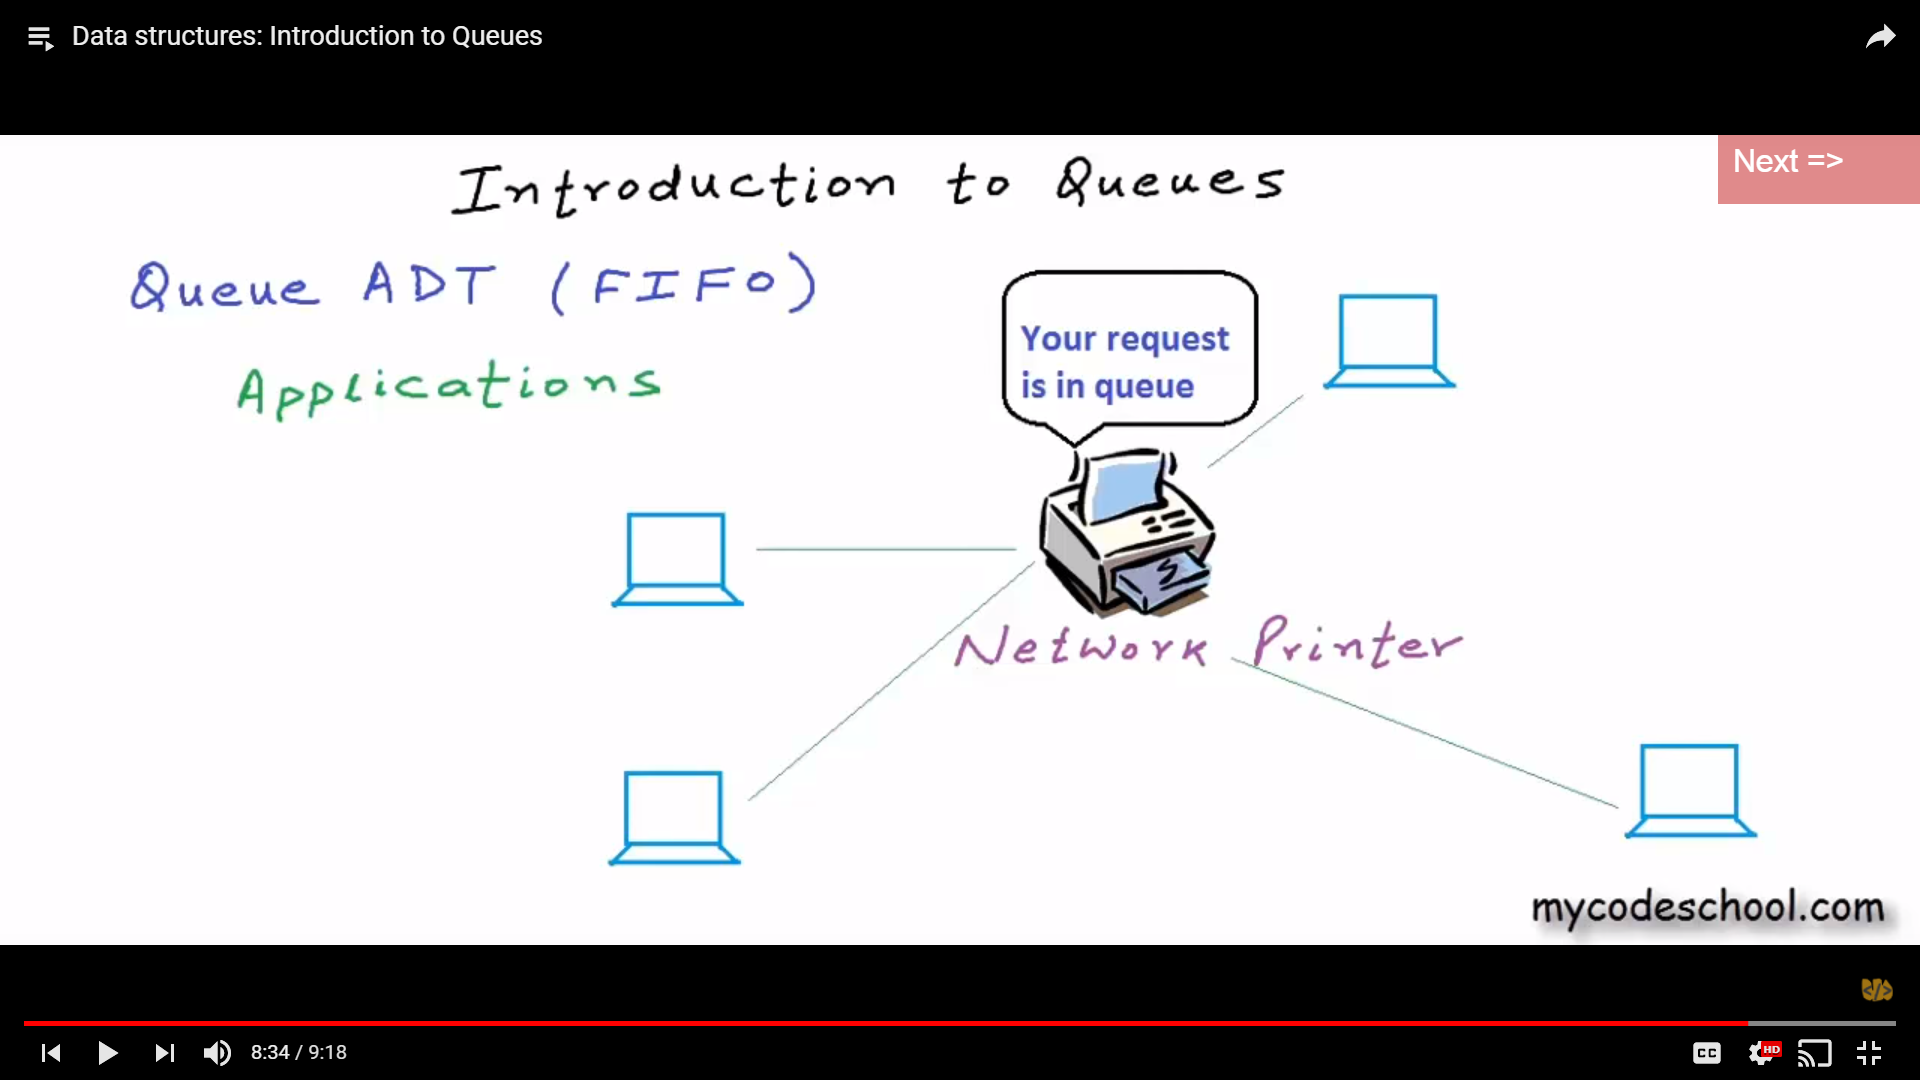 Data structures: Introduction to Queues
Next =>
Introduction to Queues
Queue ADT (FIFO)
Applications
Your request
is in queue
Network Printer
mycodeschool.com
</>
8:34 / 9:18
CC
HD